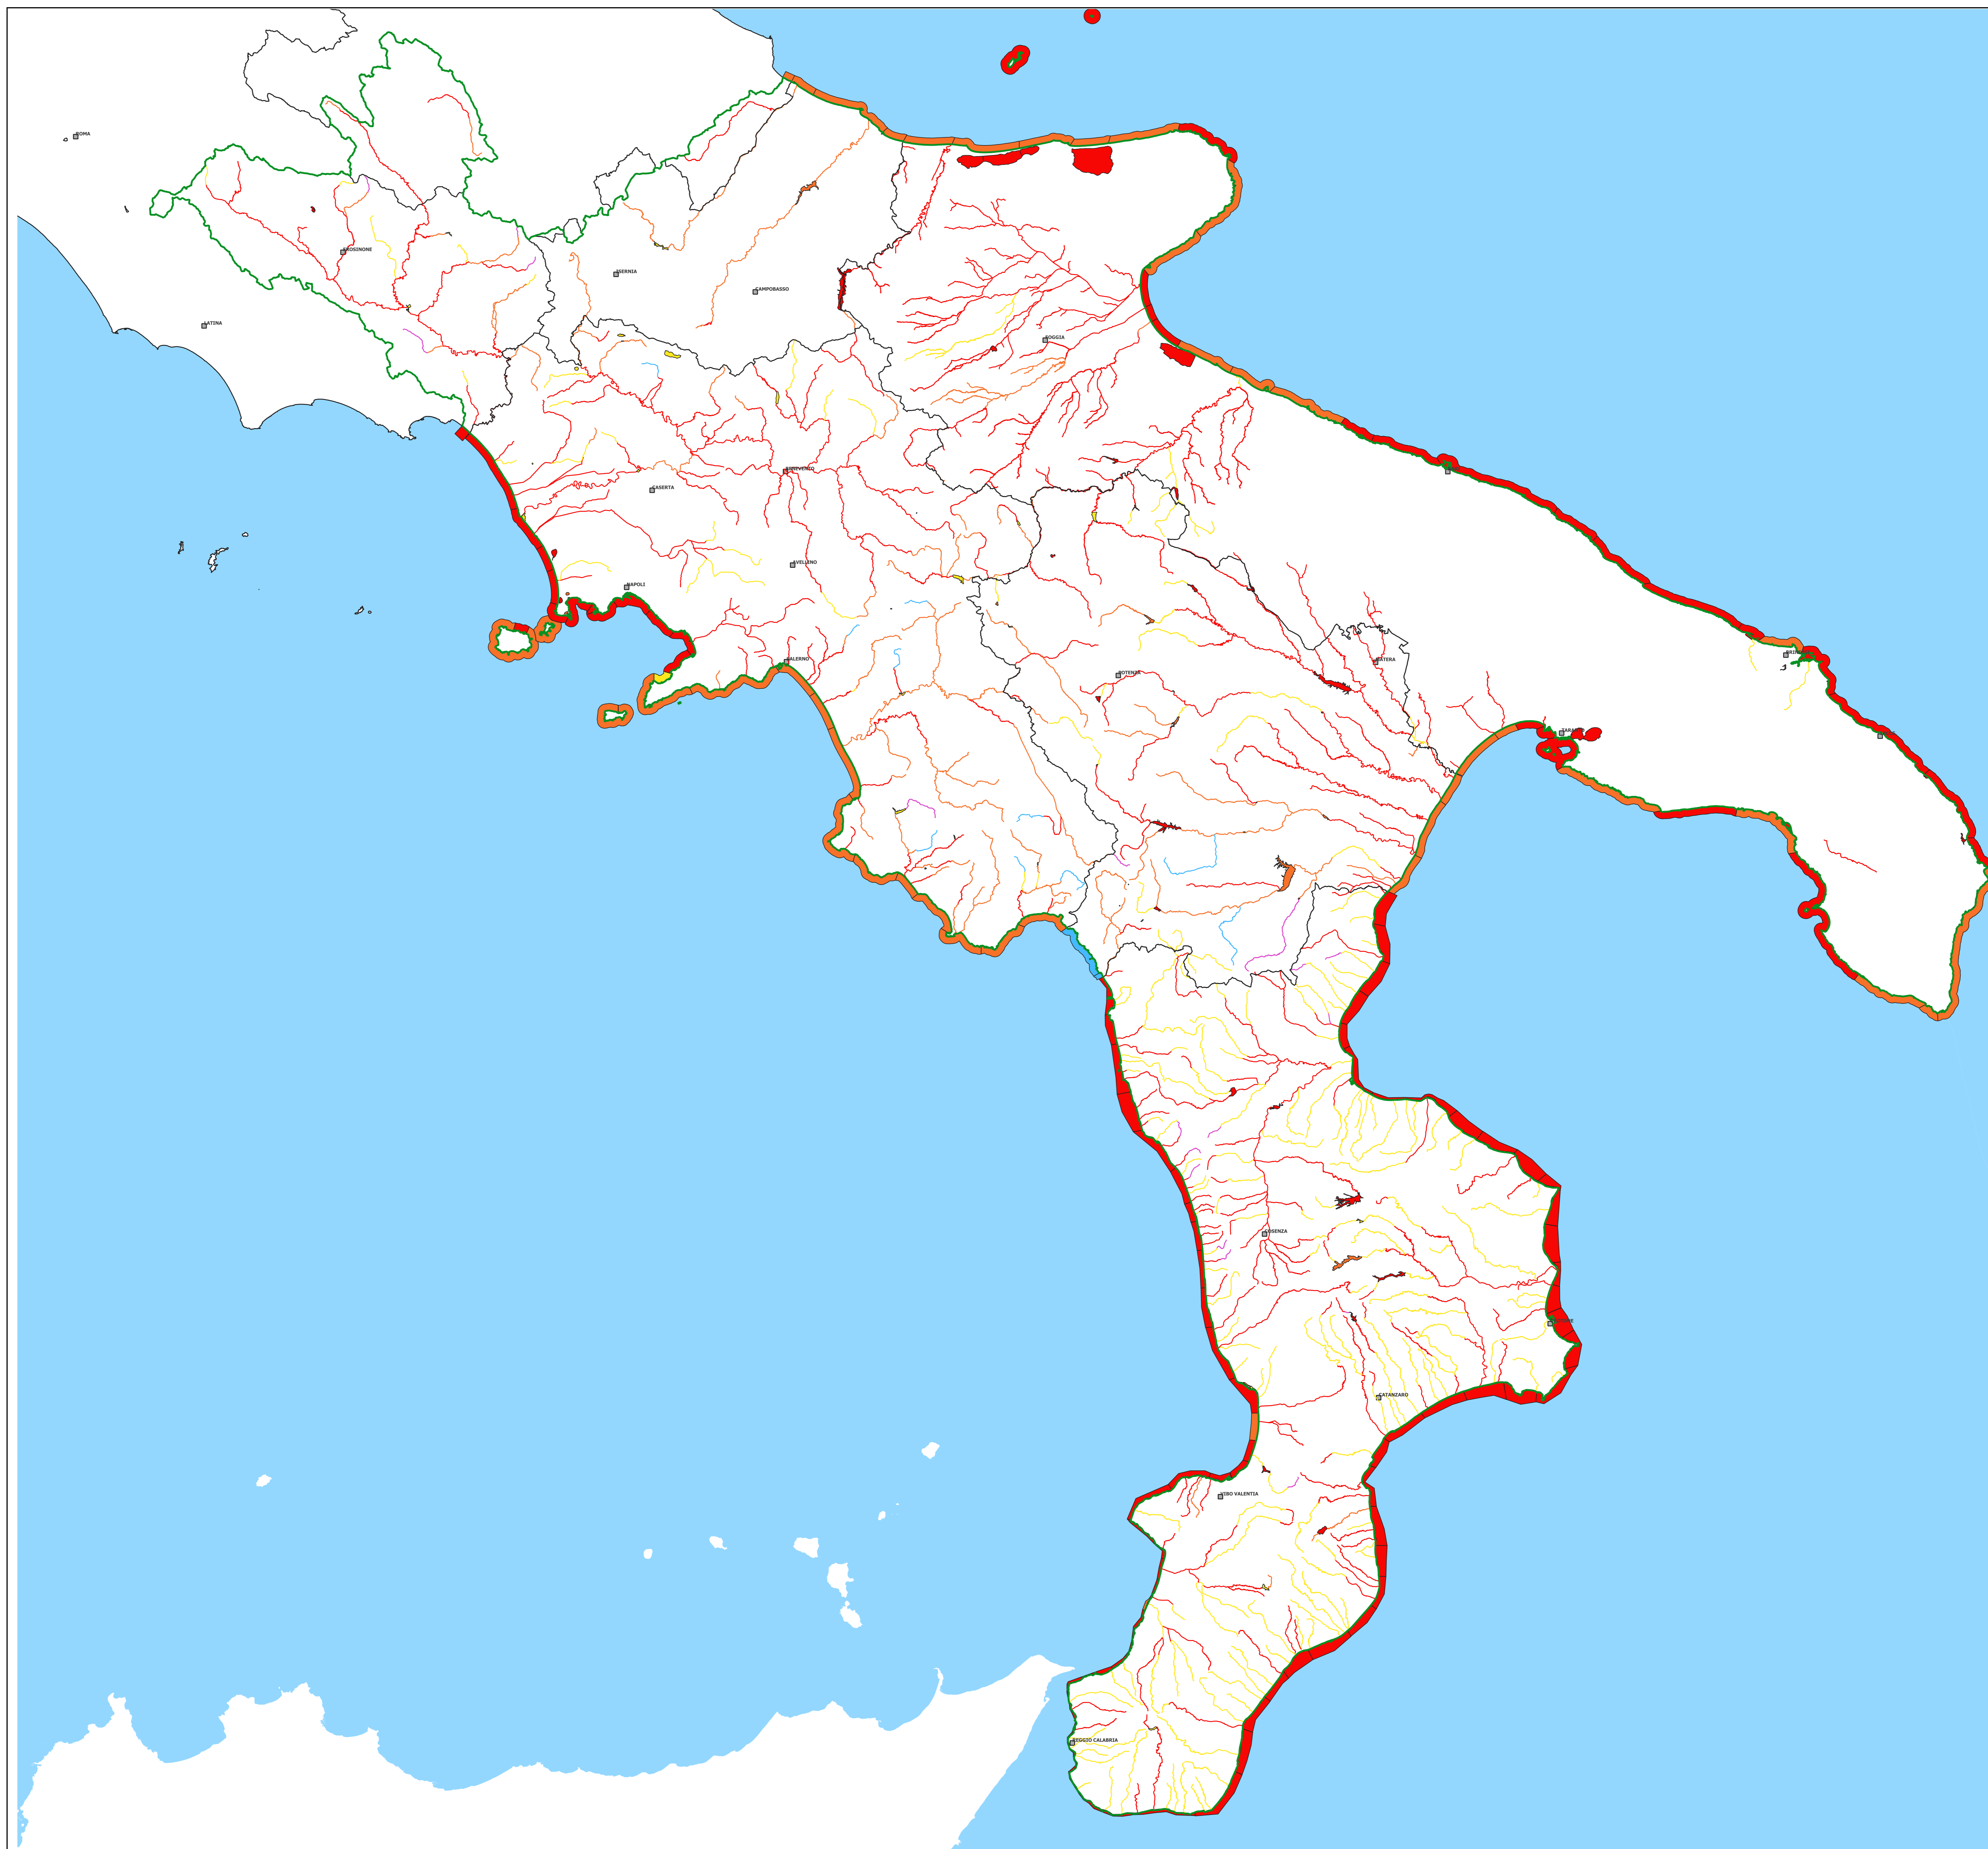 ROMA
FROSINONE
ISERNIA
CAMPOBASSO
LATINA
FOGGIA
BENEVENTO
CASERTA
AVELLINO
NAPOLI
SALERNO
MATERA
POTENZA
COSENZA
CATANZARO
VIBO VALENTIA
REGGIO CALABRIA